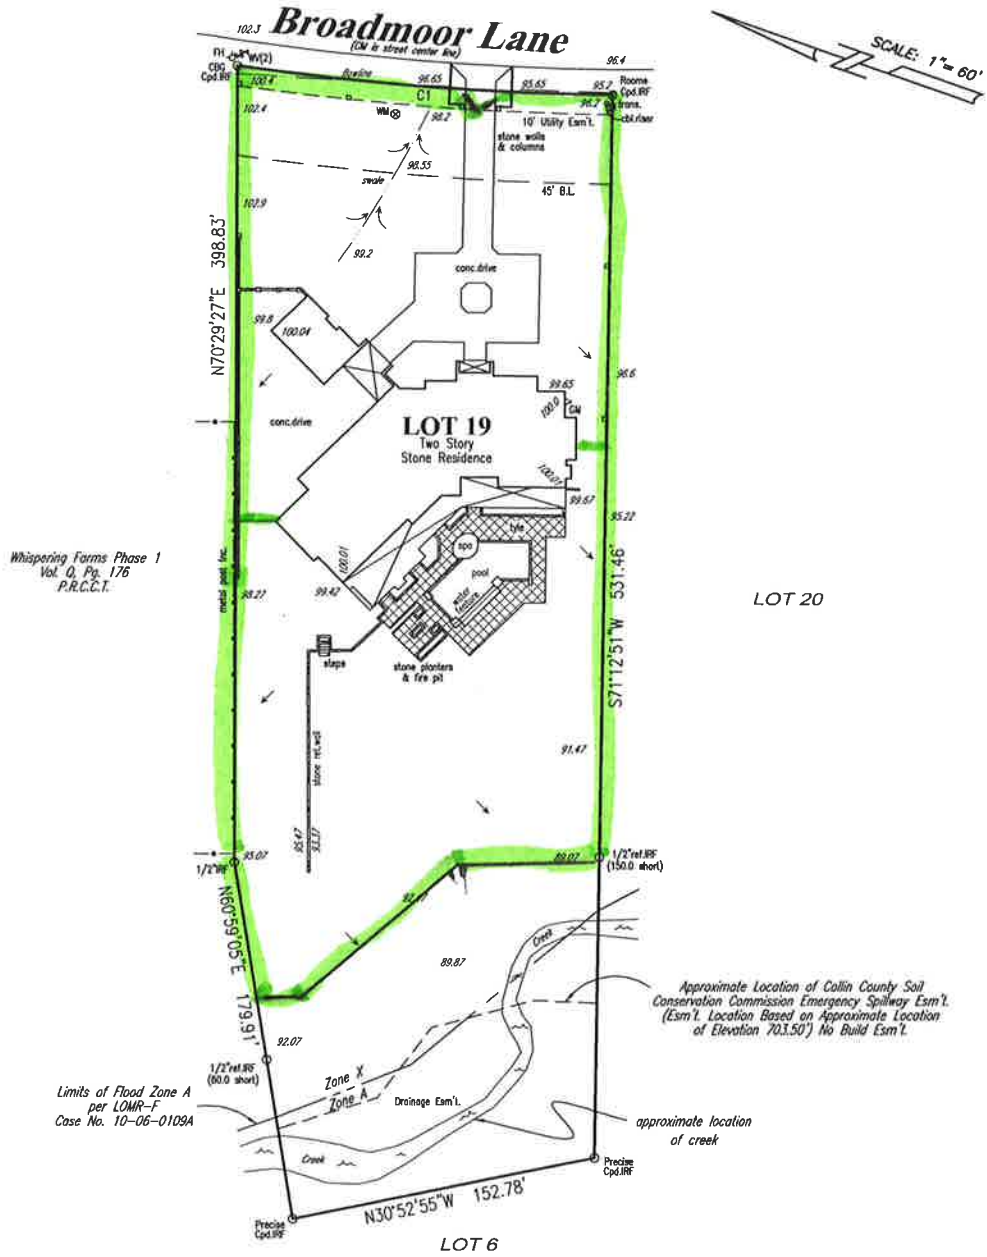 Broadmoor Lane
(CM is street center line)
SCALE: 1"= 60'
102.3
96.4
FH
WV(2)
CBG
Cpd.IRF
100.4
flowline
96.65
95.65
95.2
Rooms
Cpd.IRF
trans.
96.2
cbl.riser
C1
102.4
WM
98.2
10' Utility Esm't.
stone walls
& columns
98.55
swale
45' B.L.
102.9
99.2
N70°29'27"E 398.83'
conc.drive
99.8
100.04
96.6
99.65
100.0
GM
conc.drive
LOT 19
Two Story
Stone Residence
100.01
99.67
95.22
tyle
spa
pool
water
feature
100.01
99.42
Whispering Farms Phase 1
Vol. Q, Pg. 176
P.R.C.C.T.
metal post fnc.
98.27
LOT 20
S71°12'51"W 531.46'
steps
stone planters
& fire pit
stone ret.wall
91.47
95.47
93.37
95.07
1/2"IRF
89.07
1/2"ref.IRF
(150.0 short)
N60°59'05"E 179.91'
Creek
89.87
92.07
Approximate Location of Collin County Soil
Conservation Commission Emergency Spillway Esm't.
(Esm't. Location Based on Approximate Location
of Elevation 703.50') No Build Esm't.
1/2"ref.IRF
(60.0 short)
Zone X
Zone A
Limits of Flood Zone A
per LOMR-F
Case No. 10-06-0109A
Drainage Esm't.
approximate location
of creek
Creek
Precise
Cpd.IRF
N30°52'55"W 152.78'
Precise
Cpd.IRF
LOT 6